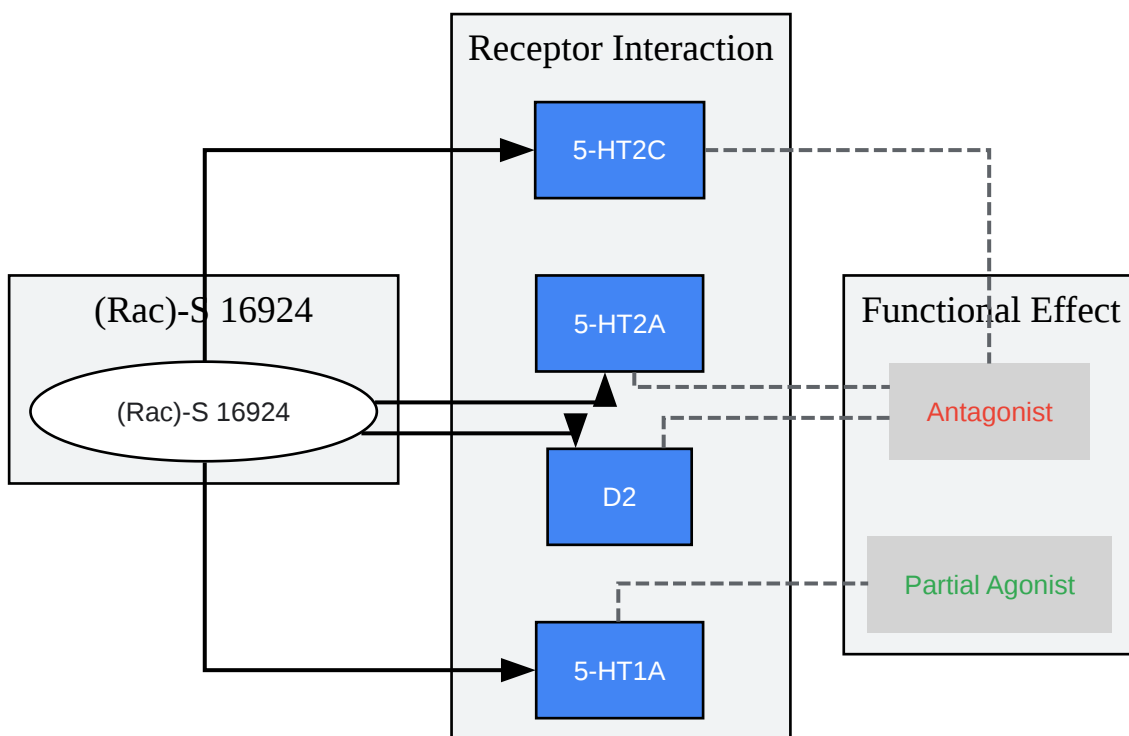 Receptor Interaction
5-HT2C
(Rac)-S 16924
(Rac)-S 16924
5-HT2A
D2
5-HT1A
Functional Effect
Antagonist
Partial Agonist